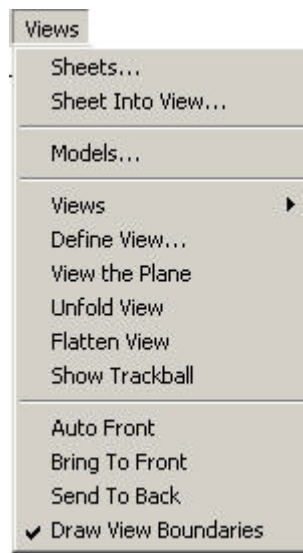 Views
Sheets...
Sheet Into View...
Models...
Views
Define View...
View the Plane
Unfold View
Flatten View
Show Trackball
Auto Front
Bring To Front
Send To Back
Draw View Boundaries